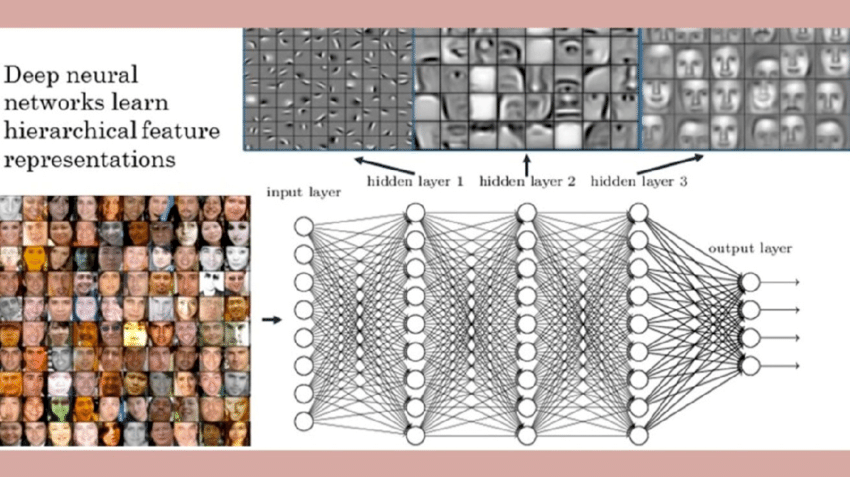 Deep neural
networks learn
hierarchical feature
representations
input layer
hidden layer 1
hidden layer 2
hidden layer 3
output layer